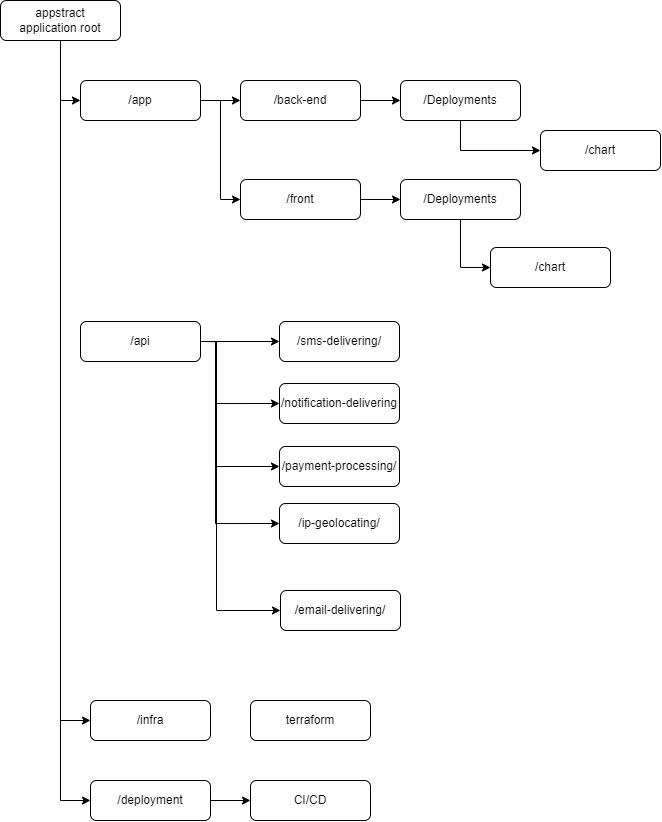 appstract
application root
/app
/back-end
/Deployments
/chart
/front
/Deployments
/chart
/api
/sms-delivering/
/notification-delivering
/payment-processing/
/ip-geolocating/
/email-delivering/
/infra
terraform
/deployment
CI/CD